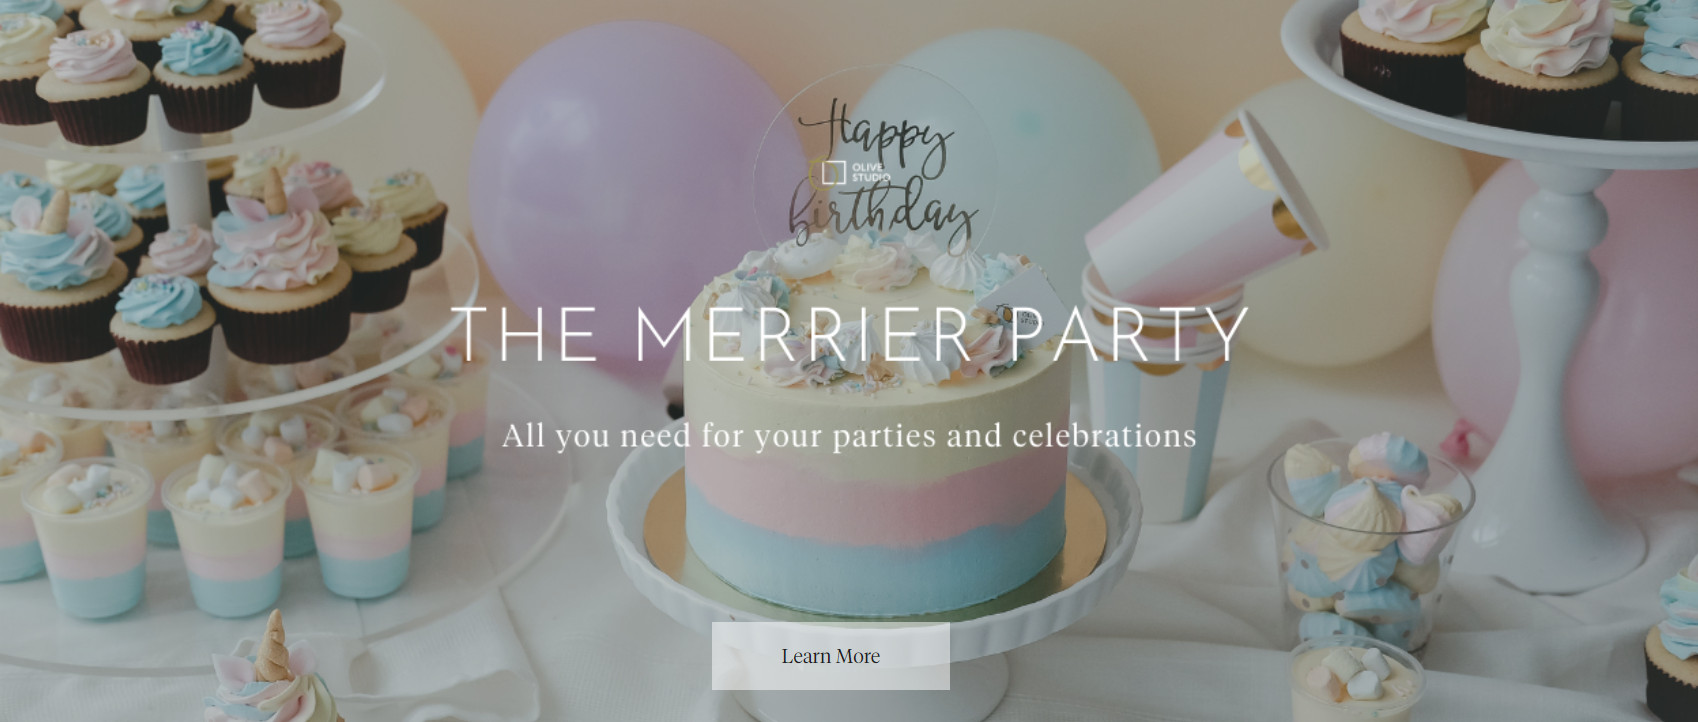 Happy
OLIVE
STUDIO
birthday
THE MERRIER PARTY
All you need for your parties and celebrations
Learn More